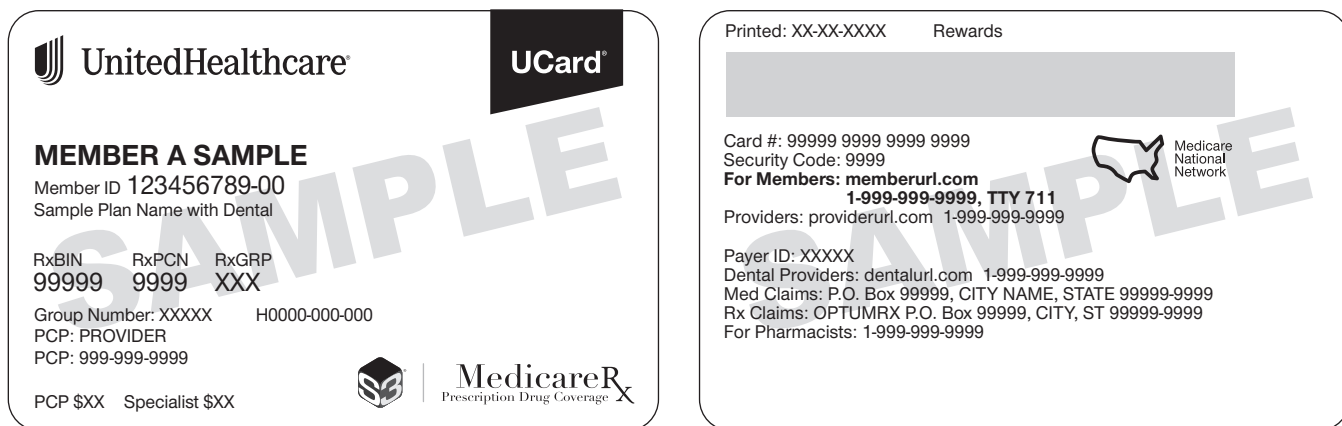 UnitedHealthcare®
UCard®
MEMBER A SAMPLE
Member ID 123456789-00
Sample Plan Name with Dental
RxBIN RxPCN RxGRP
99999 9999 XXX
Group Number: XXXXX H0000-000-000
PCP: PROVIDER
PCP: 999-999-9999
PCP $XX Specialist $XX
S3®
MedicareRx
Prescription Drug Coverage
SAMPLE
Printed: XX-XX-XXXX Rewards
Card #: 99999 9999 9999 9999
Security Code: 9999
For Members: memberurl.com
1-999-999-9999, TTY 711
Providers: providerurl.com 1-999-999-9999
Medicare
National
Network
Payer ID: XXXXX
Dental Providers: dentalurl.com 1-999-999-9999
Med Claims: P.O. Box 99999, CITY NAME, STATE 99999-9999
Rx Claims: OPTUMRX P.O. Box 99999, CITY, ST 99999-9999
For Pharmacists: 1-999-999-9999
SAMPLE